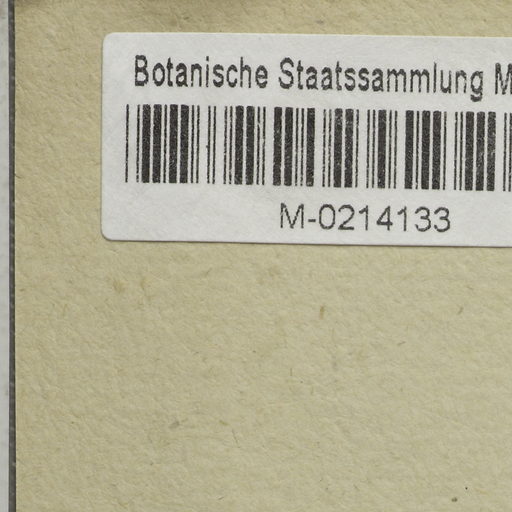 Botanische Staatssammlung M
M-0214133